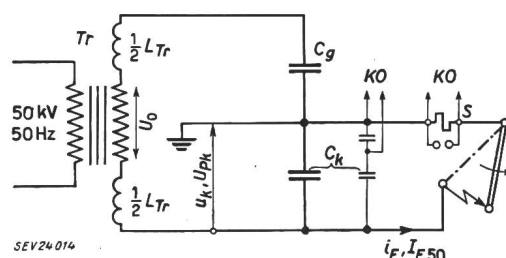 Tr
½ L_Tr
C_g
KO
KO
50 kV
50 Hz
U_0
S
u_k, U_pk
C_k
½ L_Tr
SEV24014
i_F, I_F50